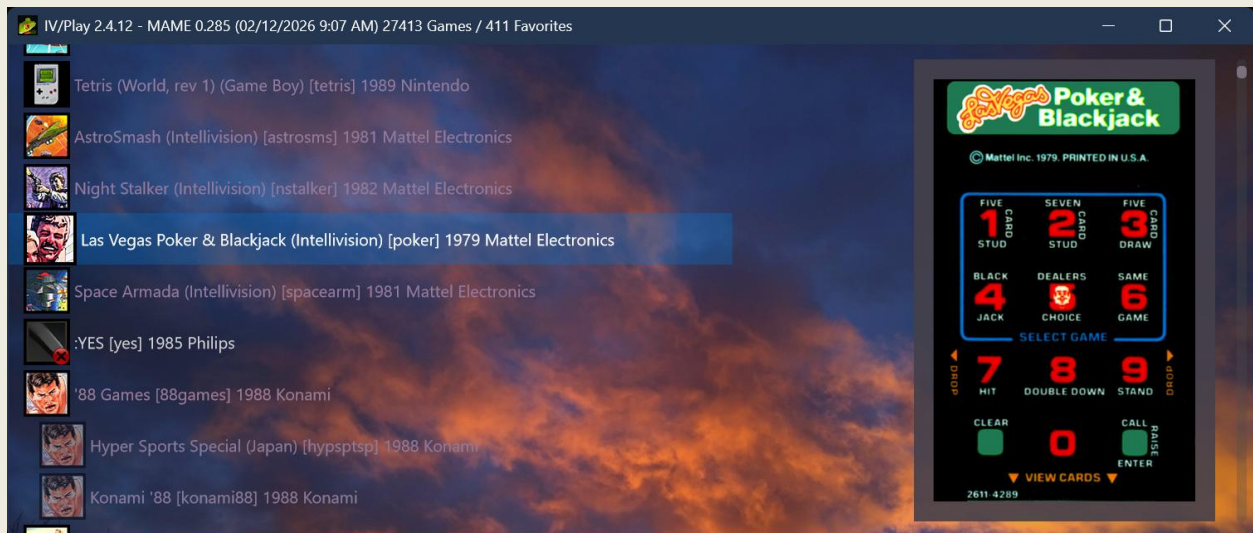 IV/Play 2.4.12 - MAME 0.285 (02/12/2026 9:07 AM) 27413 Games / 411 Favorites
Tetris (World, rev 1) (Game Boy) [tetris] 1989 Nintendo
AstroSmash (Intellivision) [astrosms] 1981 Mattel Electronics
Night Stalker (Intellivision) [nstalker] 1982 Mattel Electronics
Las Vegas Poker & Blackjack (Intellivision) [poker] 1979 Mattel Electronics
Space Armada (Intellivision) [spacearm] 1981 Mattel Electronics
:YES [yes] 1985 Philips
'88 Games [88games] 1988 Konami
Hyper Sports Special (Japan) [hypsptsp] 1988 Konami
Konami '88 [konami88] 1988 Konami
Las Vegas Poker &
Blackjack
© Mattel Inc. 1979. PRINTED IN U.S.A.
FIVE SEVEN FIVE
1 CARD 2 CARD 3 CARD
STUD STUD DRAW
BLACK DEALERS SAME
4 5 6
JACK CHOICE GAME
SELECT GAME
DROP 7 8 9 DROP
HIT DOUBLE DOWN STAND
CLEAR CALL
0 RAISE
ENTER
VIEW CARDS
2611-4289